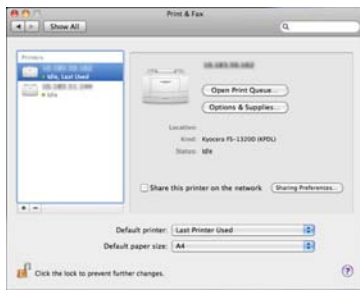 Print & Fax
Show All
Printers
Idle, Last Used
Idle
Open Print Queue...
Options & Supplies...
Location:
Kind: Kyocera FS-1320D (KPDL)
Status: Idle
Share this printer on the network
Sharing Preferences...
Default printer: Last Printer Used
Default paper size: A4
Click the lock to prevent further changes.
?